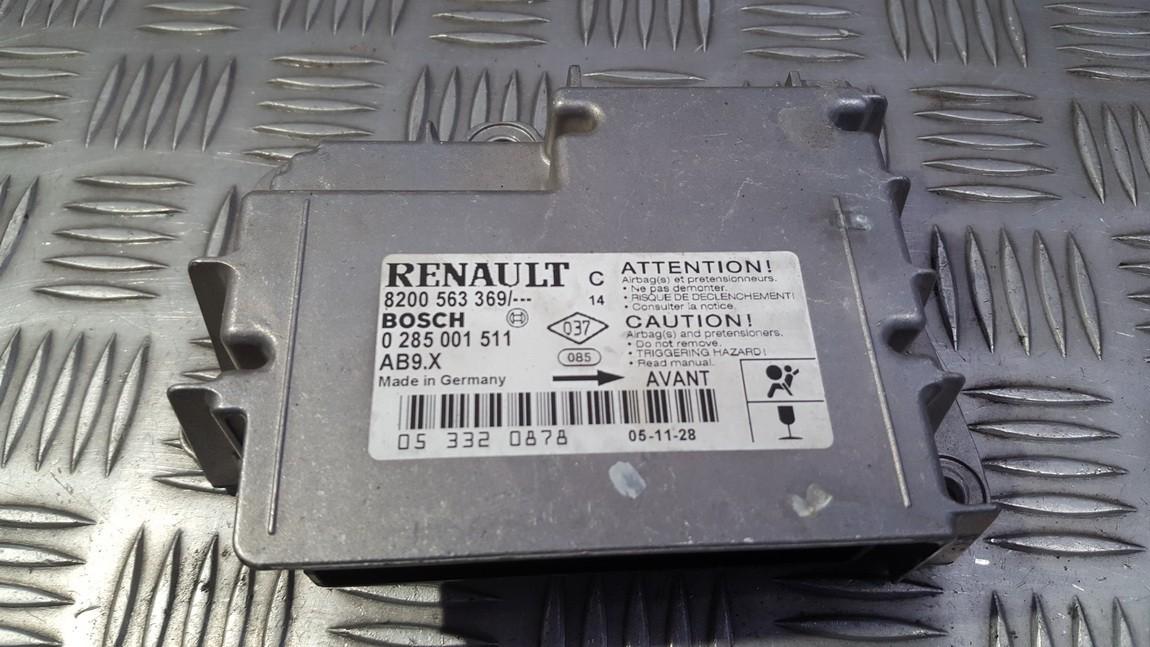 RENAULT C
8200 563 369/--- 14
BOSCH
0 285 001 511
AB9.X
Made in Germany
037
085
AVANT
ATTENTION!
Airbag(s) et pretensionneurs.
• Ne pas demonter.
• RISQUE DE DECLENCHEMENT!
• Consulter la notice.
CAUTION!
Airbag(s) and pretensioners.
• Do not remove.
• TRIGGERING HAZARD!
• Read manual.
05 332 0878
05-11-28